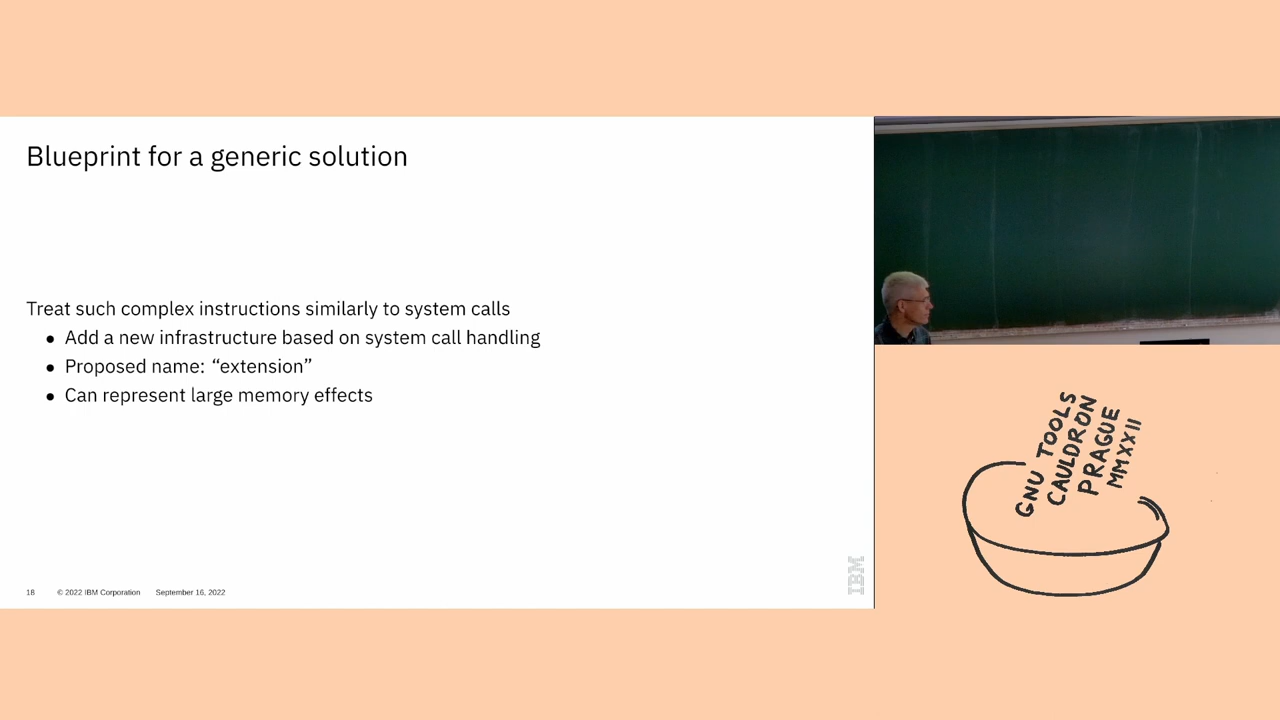 Blueprint for a generic solution
Treat such complex instructions similarly to system calls
● Add a new infrastructure based on system call handling
● Proposed name: “extension”
● Can represent large memory effects
18 © 2022 IBM Corporation September 16, 2022
IBM
GNU TOOLS
CAULDRON
PRAGUE
MMXXII